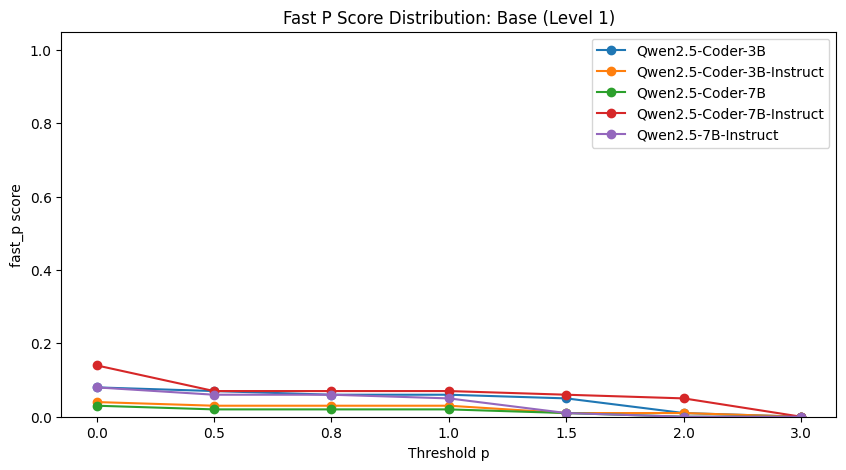 Fast P Score Distribution: Base (Level 1)
fast_p score
1.0
0.8
0.6
0.4
0.2
0.0
Qwen2.5-Coder-3B
Qwen2.5-Coder-3B-Instruct
Qwen2.5-Coder-7B
Qwen2.5-Coder-7B-Instruct
Qwen2.5-7B-Instruct
0.0 0.5 0.8 1.0 1.5 2.0 3.0
Threshold p